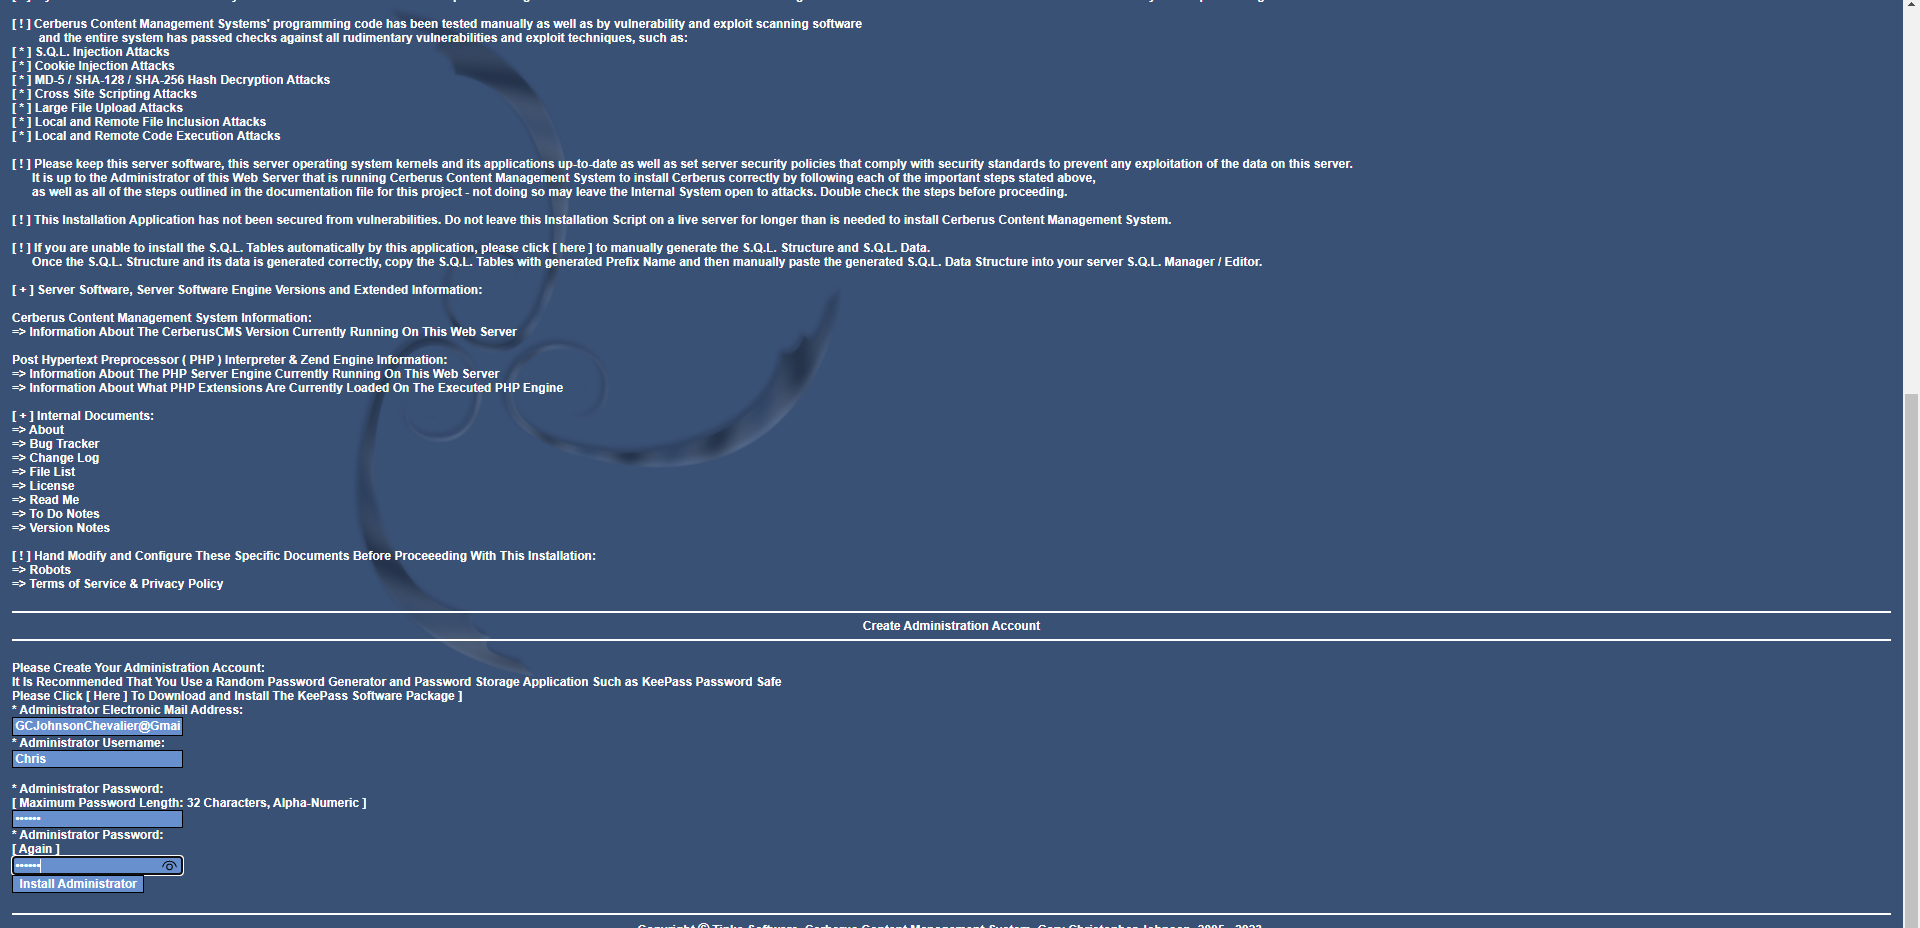 [ ! ] Cerberus Content Management Systems' programming code has been tested manually as well as by vulnerability and exploit scanning software
and the entire system has passed checks against all rudimentary vulnerabilities and exploit techniques, such as:
[ * ] S.Q.L. Injection Attacks
[ * ] Cookie Injection Attacks
[ * ] MD-5 / SHA-128 / SHA-256 Hash Decryption Attacks
[ * ] Cross Site Scripting Attacks
[ * ] Large File Upload Attacks
[ * ] Local and Remote File Inclusion Attacks
[ * ] Local and Remote Code Execution Attacks
[ ! ] Please keep this server software, this server operating system kernels and its applications up-to-date as well as set server security policies that comply with security standards to prevent any exploitation of the data on this server.
It is up to the Administrator of this Web Server that is running Cerberus Content Management System to install Cerberus correctly by following each of the important steps stated above,
as well as all of the steps outlined in the documentation file for this project - not doing so may leave the Internal System open to attacks. Double check the steps before proceeding.
[ ! ] This Installation Application has not been secured from vulnerabilities. Do not leave this Installation Script on a live server for longer than is needed to install Cerberus Content Management System.
[ ! ] If you are unable to install the S.Q.L. Tables automatically by this application, please click [ here ] to manually generate the S.Q.L. Structure and S.Q.L. Data.
Once the S.Q.L. Structure and its data is generated correctly, copy the S.Q.L. Tables with generated Prefix Name and then manually paste the generated S.Q.L. Data Structure into your server S.Q.L. Manager / Editor.
[ + ] Server Software, Server Software Engine Versions and Extended Information:
Cerberus Content Management System Information:
=> Information About The CerberusCMS Version Currently Running On This Web Server
Post Hypertext Preprocessor ( PHP ) Interpreter & Zend Engine Information:
=> Information About The PHP Server Engine Currently Running On This Web Server
=> Information About What PHP Extensions Are Currently Loaded On The Executed PHP Engine
[ + ] Internal Documents:
=> About
=> Bug Tracker
=> Change Log
=> File List
=> License
=> Read Me
=> To Do Notes
=> Version Notes
[ ! ] Hand Modify and Configure These Specific Documents Before Proceeeding With This Installation:
=> Robots
=> Terms of Service & Privacy Policy
Create Administration Account
Please Create Your Administration Account:
It Is Recommended That You Use a Random Password Generator and Password Storage Application Such as KeePass Password Safe
Please Click [ Here ] To Download and Install The KeePass Software Package ]
* Administrator Electronic Mail Address:
GCJohnsonChevalier@Gmai
* Administrator Username:
Chris
* Administrator Password:
[ Maximum Password Length: 32 Characters, Alpha-Numeric ]
••••••
* Administrator Password:
[ Again ]
••••••
Install Administrator